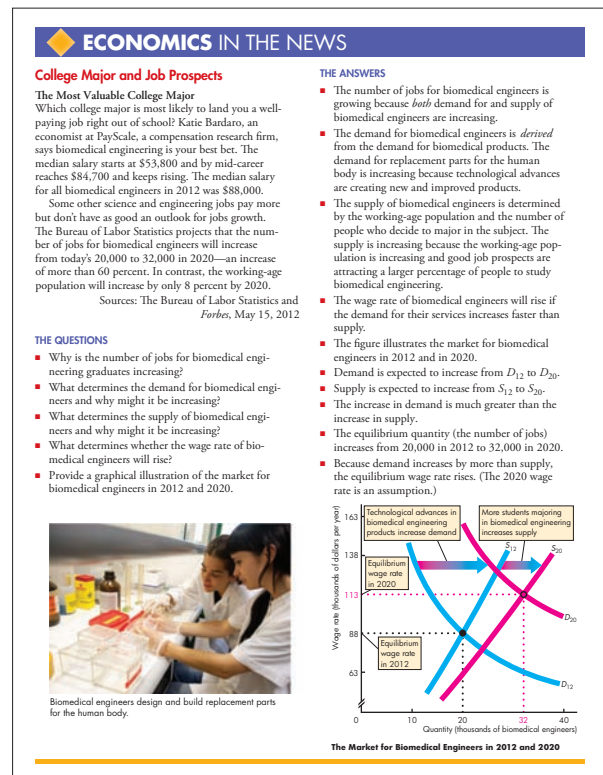 ECONOMICS IN THE NEWS
College Major and Job Prospects
The Most Valuable College Major
Which college major is most likely to land you a well-
paying job right out of school? Katie Bardaro, an
economist at PayScale, a compensation research firm,
says biomedical engineering is your best bet. The
median salary starts at $53,800 and by mid-career
reaches $84,700 and keeps rising. The median salary
for all biomedical engineers in 2012 was $88,000.
Some other science and engineering jobs pay more
but don't have as good an outlook for jobs growth.
The Bureau of Labor Statistics projects that the num-
ber of jobs for biomedical engineers will increase
from today's 20,000 to 32,000 in 2020—an increase
of more than 60 percent. In contrast, the working-age
population will increase by only 8 percent by 2020.
Sources: The Bureau of Labor Statistics and
Forbes, May 15, 2012
THE QUESTIONS
■ Why is the number of jobs for biomedical engi-
neering graduates increasing?
■ What determines the demand for biomedical engi-
neers and why might it be increasing?
■ What determines the supply of biomedical engi-
neers and why might it be increasing?
■ What determines whether the wage rate of bio-
medical engineers will rise?
■ Provide a graphical illustration of the market for
biomedical engineers in 2012 and 2020.
Biomedical engineers design and build replacement parts
for the human body.
THE ANSWERS
■ The number of jobs for biomedical engineers is
growing because both demand for and supply of
biomedical engineers are increasing.
■ The demand for biomedical engineers is derived
from the demand for biomedical products. The
demand for replacement parts for the human
body is increasing because technological advances
are creating new and improved products.
■ The supply of biomedical engineers is determined
by the working-age population and the number of
people who decide to major in the subject. The
supply is increasing because the working-age pop-
ulation is increasing and good job prospects are
attracting a larger percentage of people to study
biomedical engineering.
■ The wage rate of biomedical engineers will rise if
the demand for their services increases faster than
supply.
■ The figure illustrates the market for biomedical
engineers in 2012 and in 2020.
■ Demand is expected to increase from D12 to D20.
■ Supply is expected to increase from S12 to S20.
■ The increase in demand is much greater than the
increase in supply.
■ The equilibrium quantity (the number of jobs)
increases from 20,000 in 2012 to 32,000 in 2020.
■ Because demand increases by more than supply,
the equilibrium wage rate rises. (The 2020 wage
rate is an assumption.)
Wage rate (thousands of dollars per year)
163
138
113
88
63
Technological advances in
biomedical engineering
products increase demand
More students majoring
in biomedical engineering
increases supply
S12
S20
Equilibrium
wage rate
in 2020
Equilibrium
wage rate
in 2012
D20
D12
0
10
20
32
40
Quantity (thousands of biomedical engineers)
The Market for Biomedical Engineers in 2012 and 2020